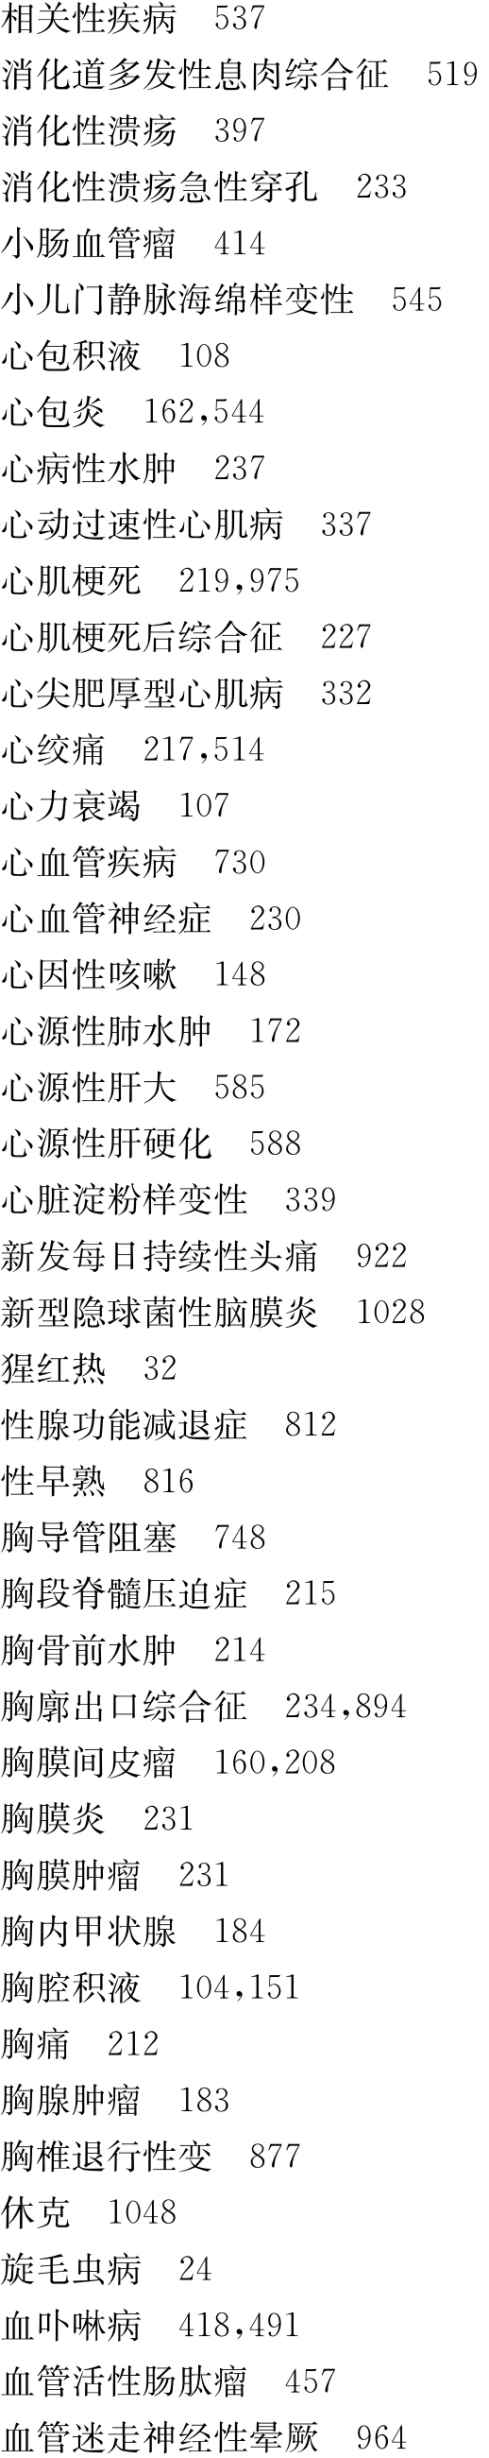 相关性疾病 537
消化道多发性息肉综合征 519
消化性溃疡 397
消化性溃疡急性穿孔 233
小肠血管瘤 414
小儿门静脉海绵样变性 545
心包积液 108
心包炎 162,544
心病性水肿 237
心动过速性心肌病 337
心肌梗死 219,975
心肌梗死后综合征 227
心尖肥厚型心肌病 332
心绞痛 217,514
心力衰竭 107
心血管疾病 730
心血管神经症 230
心因性咳嗽 148
心源性肺水肿 172
心源性肝大 585
心源性肝硬化 588
心脏淀粉样变性 339
新发每日持续性头痛 922
新型隐球菌性脑膜炎 1028
猩红热 32
性腺功能减退症 812
性早熟 816
胸导管阻塞 748
胸段脊髓压迫症 215
胸骨前水肿 214
胸廓出口综合征 234,894
胸膜间皮瘤 160,208
胸膜炎 231
胸膜肿瘤 231
胸内甲状腺 184
胸腔积液 104,151
胸痛 212
胸腺肿瘤 183
胸椎退行性变 877
休克 1048
旋毛虫病 24
血卟啉病 418,491
血管活性肠肽瘤 457
血管迷走神经性晕厥 964